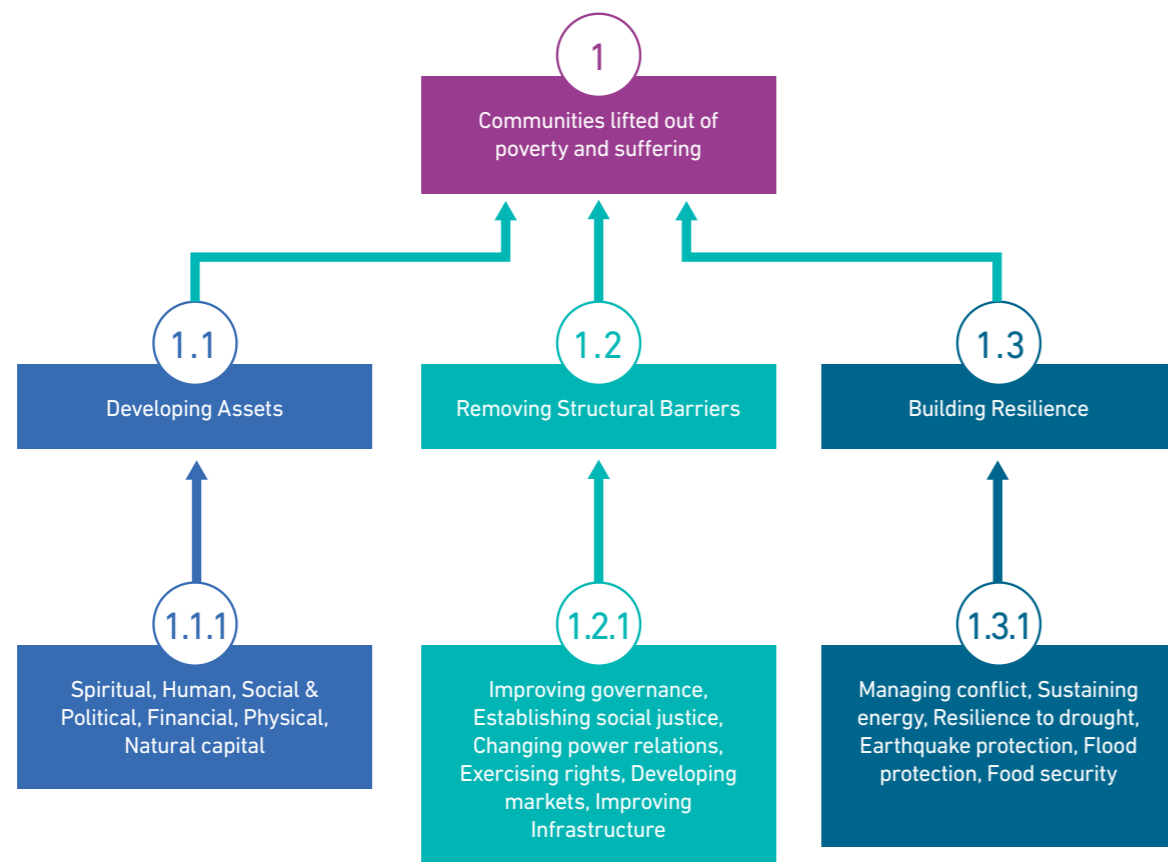 1
Communities lifted out of
poverty and suffering
1.1
Developing Assets
1.2
Removing Structural Barriers
1.3
Building Resilience
1.1.1
Spiritual, Human, Social &
Political, Financial, Physical,
Natural capital
1.2.1
Improving governance,
Establishing social justice,
Changing power relations,
Exercising rights, Developing
markets, Improving
Infrastructure
1.3.1
Managing conflict, Sustaining
energy, Resilience to drought,
Earthquake protection, Flood
protection, Food security